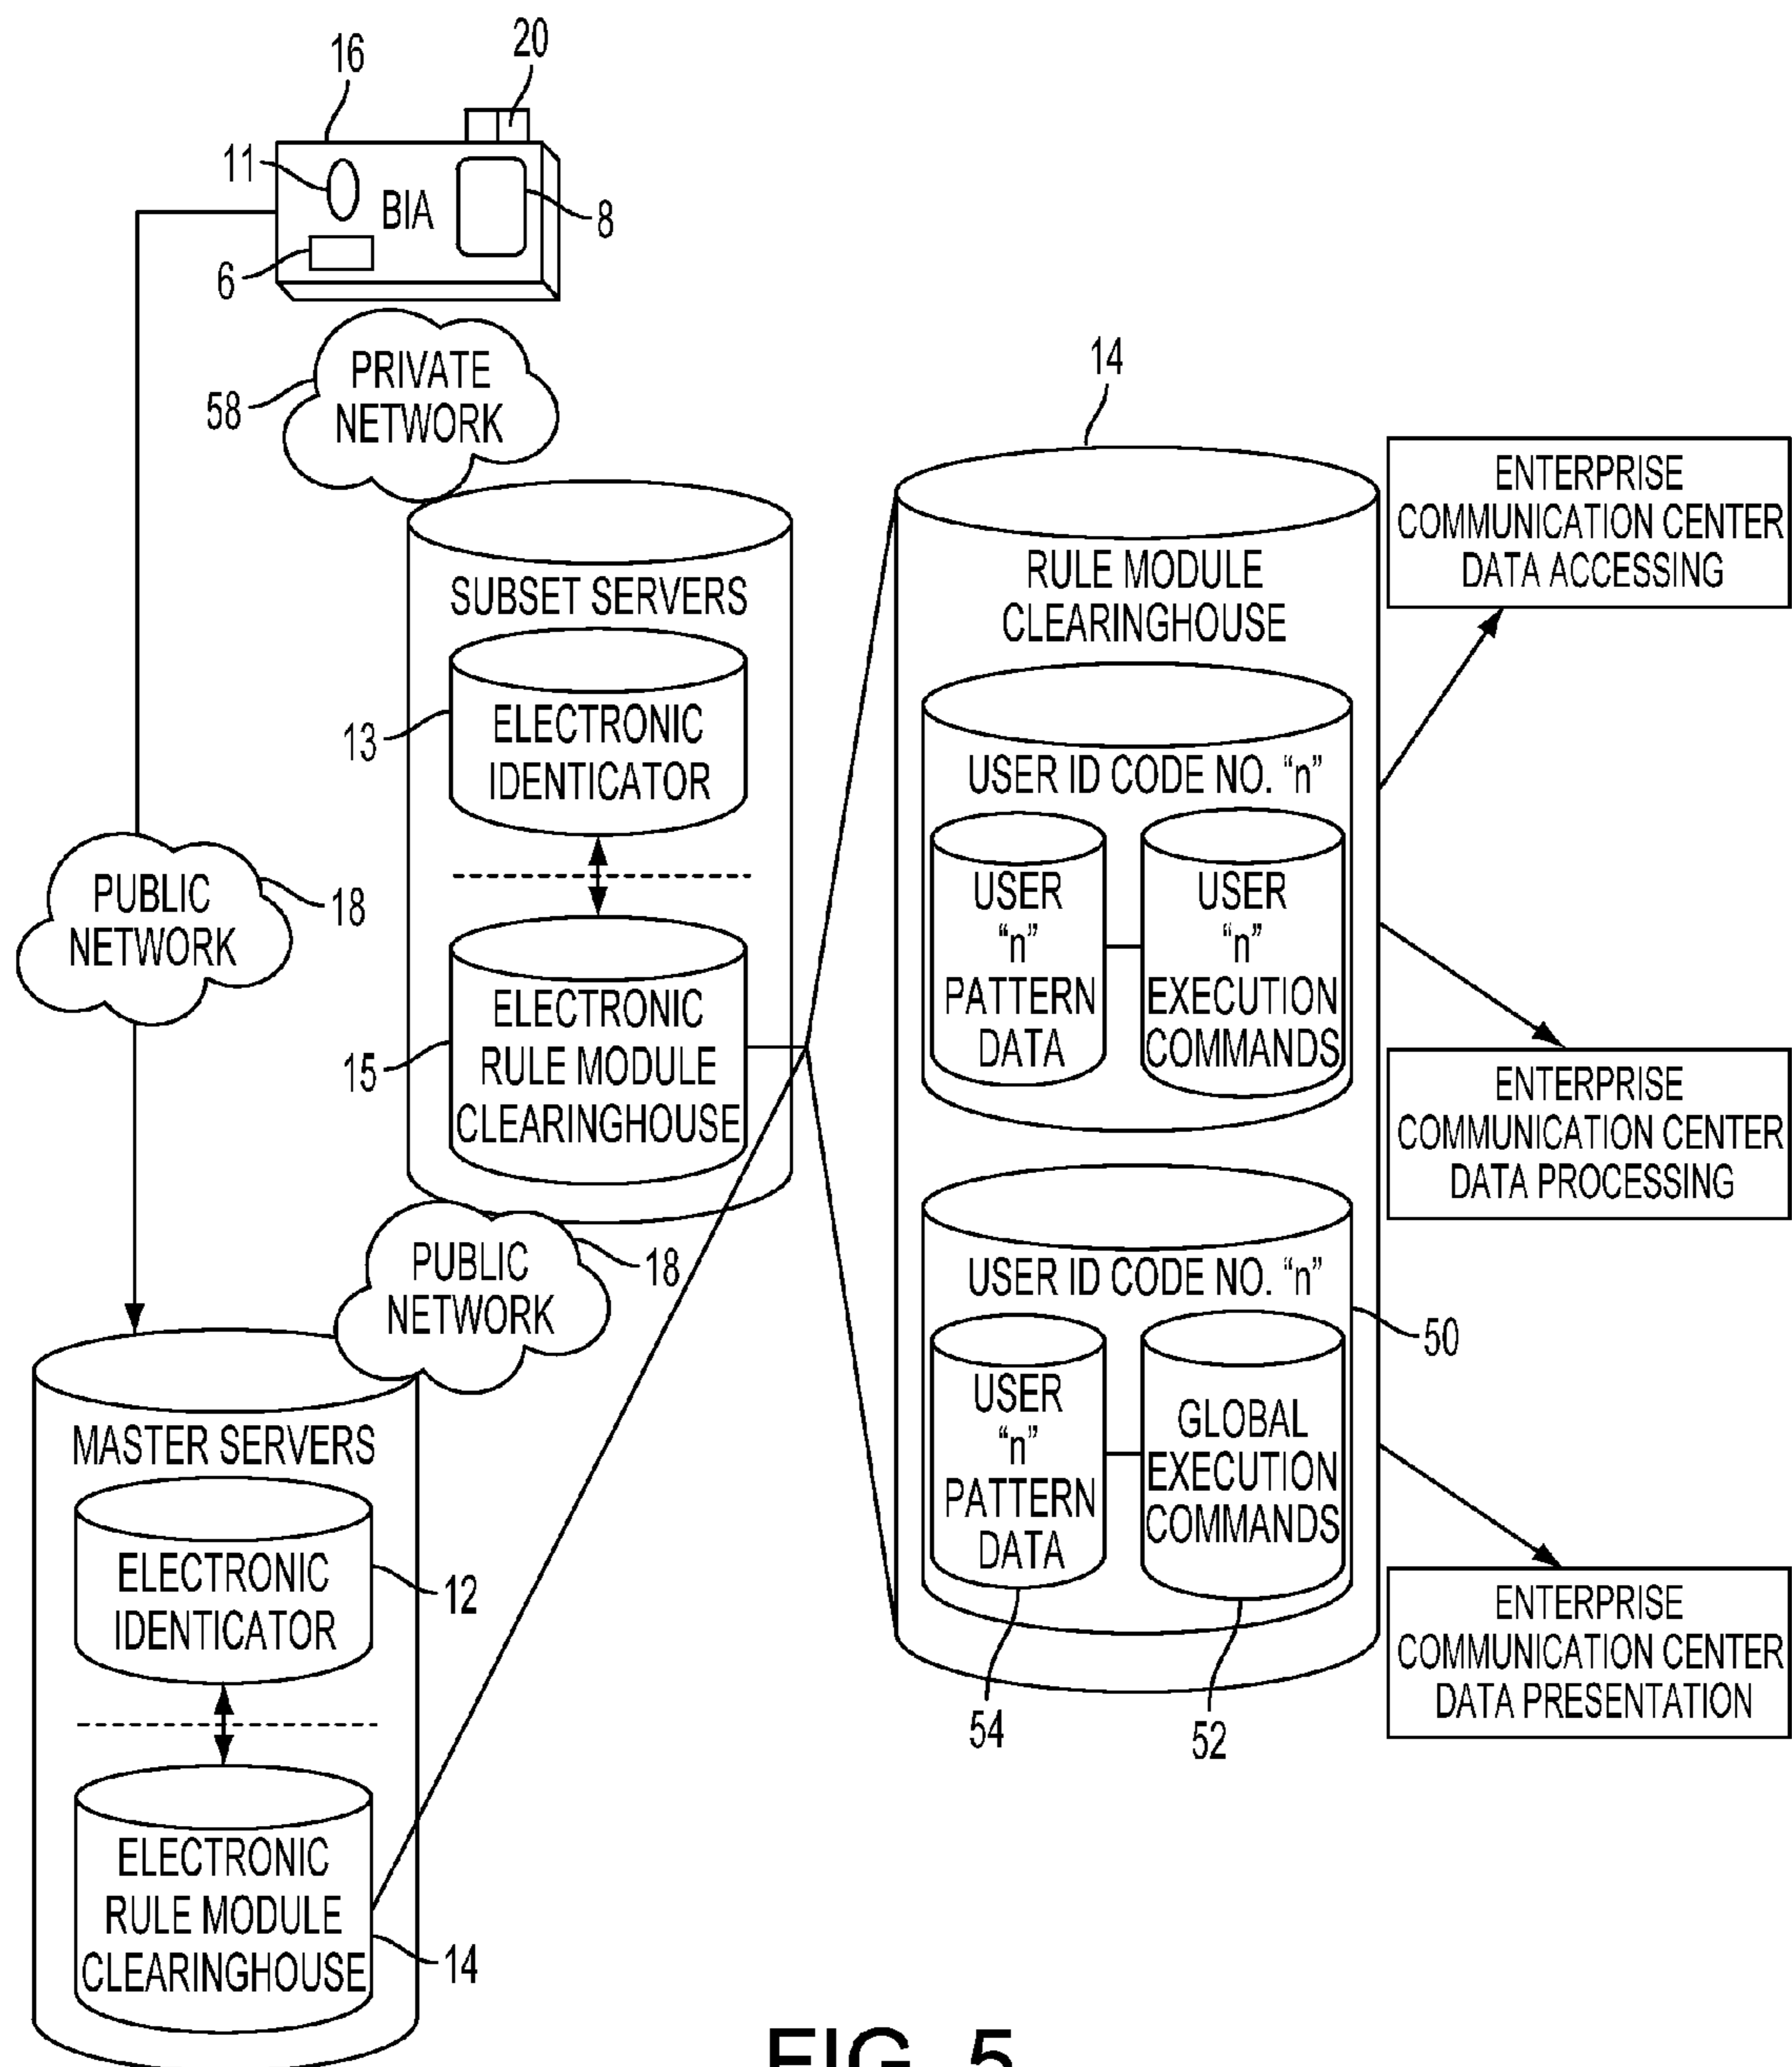 20
16
11
BIA
8
6
PRIVATE
NETWORK
58
SUBSET SERVERS
ELECTRONIC
IDENTICATOR
13
ELECTRONIC
RULE MODULE
CLEARINGHOUSE
15
PUBLIC
NETWORK
18
PUBLIC
NETWORK
18
MASTER SERVERS
ELECTRONIC
IDENTICATOR
12
ELECTRONIC
RULE MODULE
CLEARINGHOUSE
14
14
RULE MODULE
CLEARINGHOUSE
USER ID CODE NO. “n”
USER
“n”
PATTERN
DATA
USER
“n”
EXECUTION
COMMANDS
USER ID CODE NO. “n”
50
USER
“n”
PATTERN
DATA
GLOBAL
EXECUTION
COMMANDS
54
52
ENTERPRISE
COMMUNICATION CENTER
DATA ACCESSING
ENTERPRISE
COMMUNICATION CENTER
DATA PROCESSING
ENTERPRISE
COMMUNICATION CENTER
DATA PRESENTATION
FIG. 5